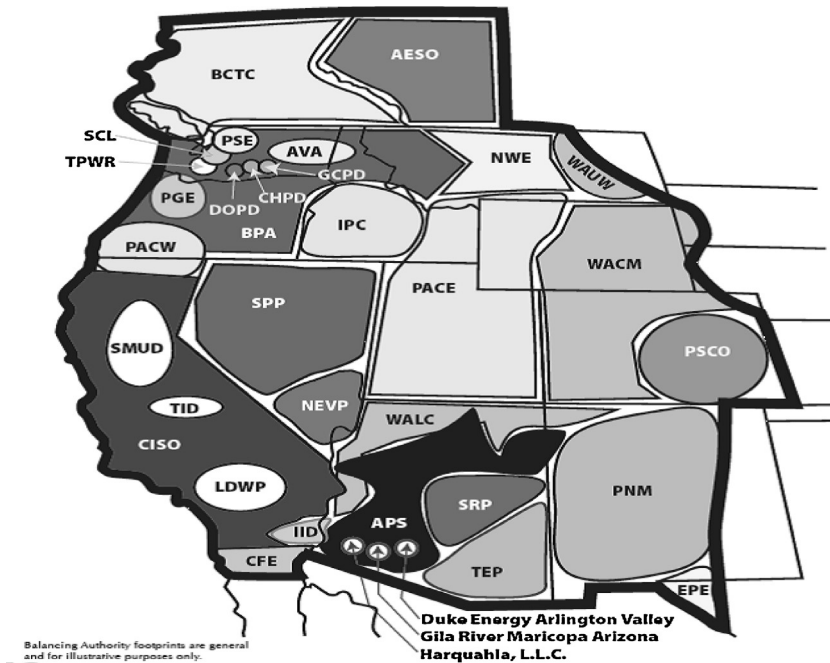 BCTC
AESO
SCL
PSE
TPWR
AVA
NWE
WAUW
GCPD
PGE
CHPD
DOPD
IPC
BPA
PACW
WACM
PACE
SPP
SMUD
PSCO
TID
NEVP
WALC
CISO
LDWP
PNM
SRP
APS
IID
CFE
TEP
EPE
Duke Energy Arlington Valley
Gila River Maricopa Arizona
Harquahla, L.L.C.
Balancing Authority footprints are general
and for illustrative purposes only.